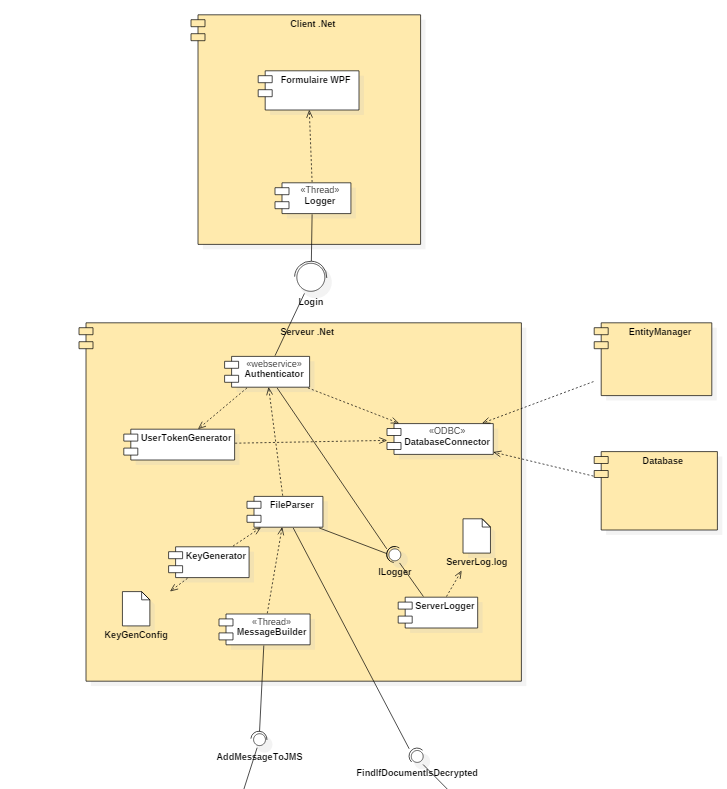 Client .Net
Formulaire WPF
«Thread»
Logger
Login
Serveur .Net
EntityManager
«webservice»
Authenticator
«ODBC»
DatabaseConnector
UserTokenGenerator
Database
FileParser
KeyGenerator
ILogger
ServerLog.log
ServerLogger
KeyGenConfig
«Thread»
MessageBuilder
AddMessageToJMS
FindIfDocumentIsDecrypted